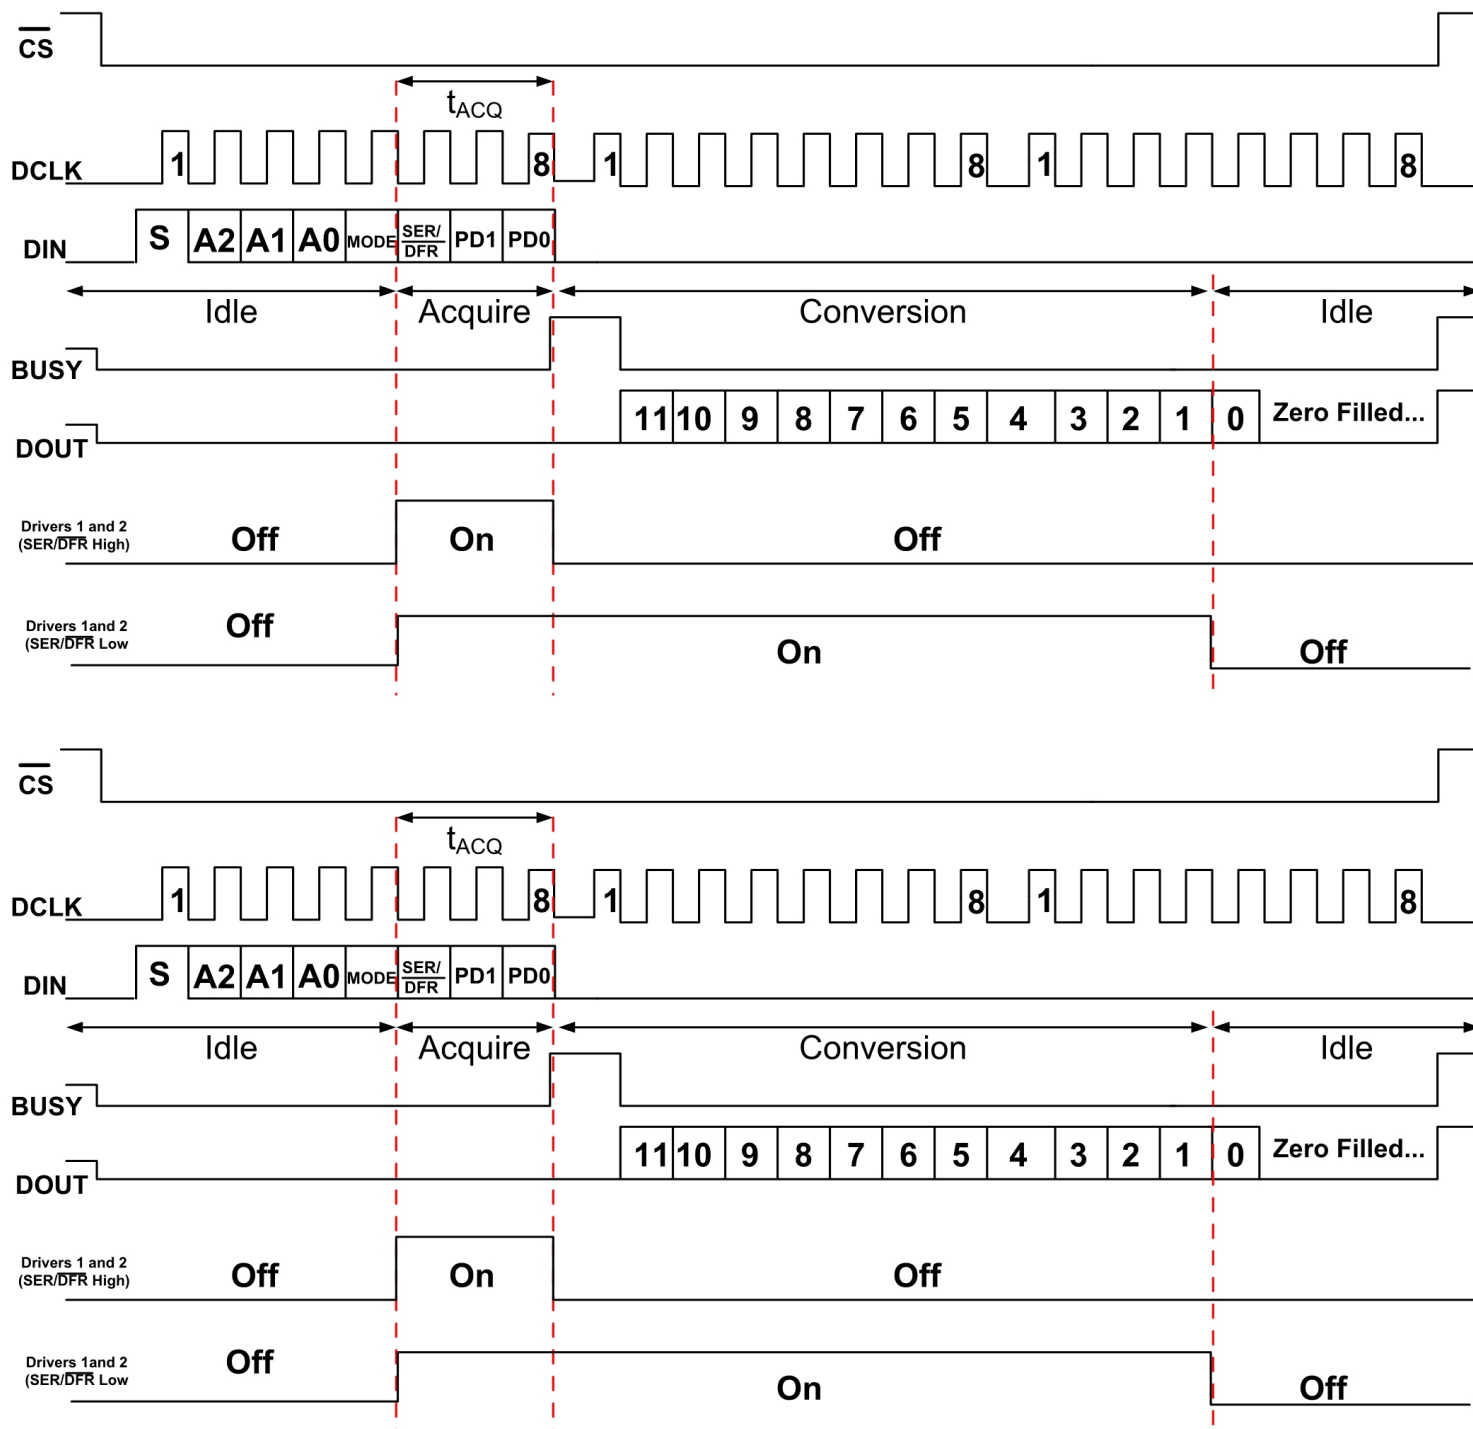 CS
tACQ
DCLK 1 8 1 8 1 8
DIN S A2 A1 A0 MODE SER/DFR PD1 PD0
Idle Acquire Conversion Idle
BUSY
DOUT 11 10 9 8 7 6 5 4 3 2 1 0 Zero Filled...
Drivers 1 and 2
(SER/DFR High) Off On Off
Drivers 1and 2
(SER/DFR Low Off On Off
CS
tACQ
DCLK 1 8 1 8 1 8
DIN S A2 A1 A0 MODE SER/DFR PD1 PD0
Idle Acquire Conversion Idle
BUSY
DOUT 11 10 9 8 7 6 5 4 3 2 1 0 Zero Filled...
Drivers 1 and 2
(SER/DFR High) Off On Off
Drivers 1and 2
(SER/DFR Low Off On Off